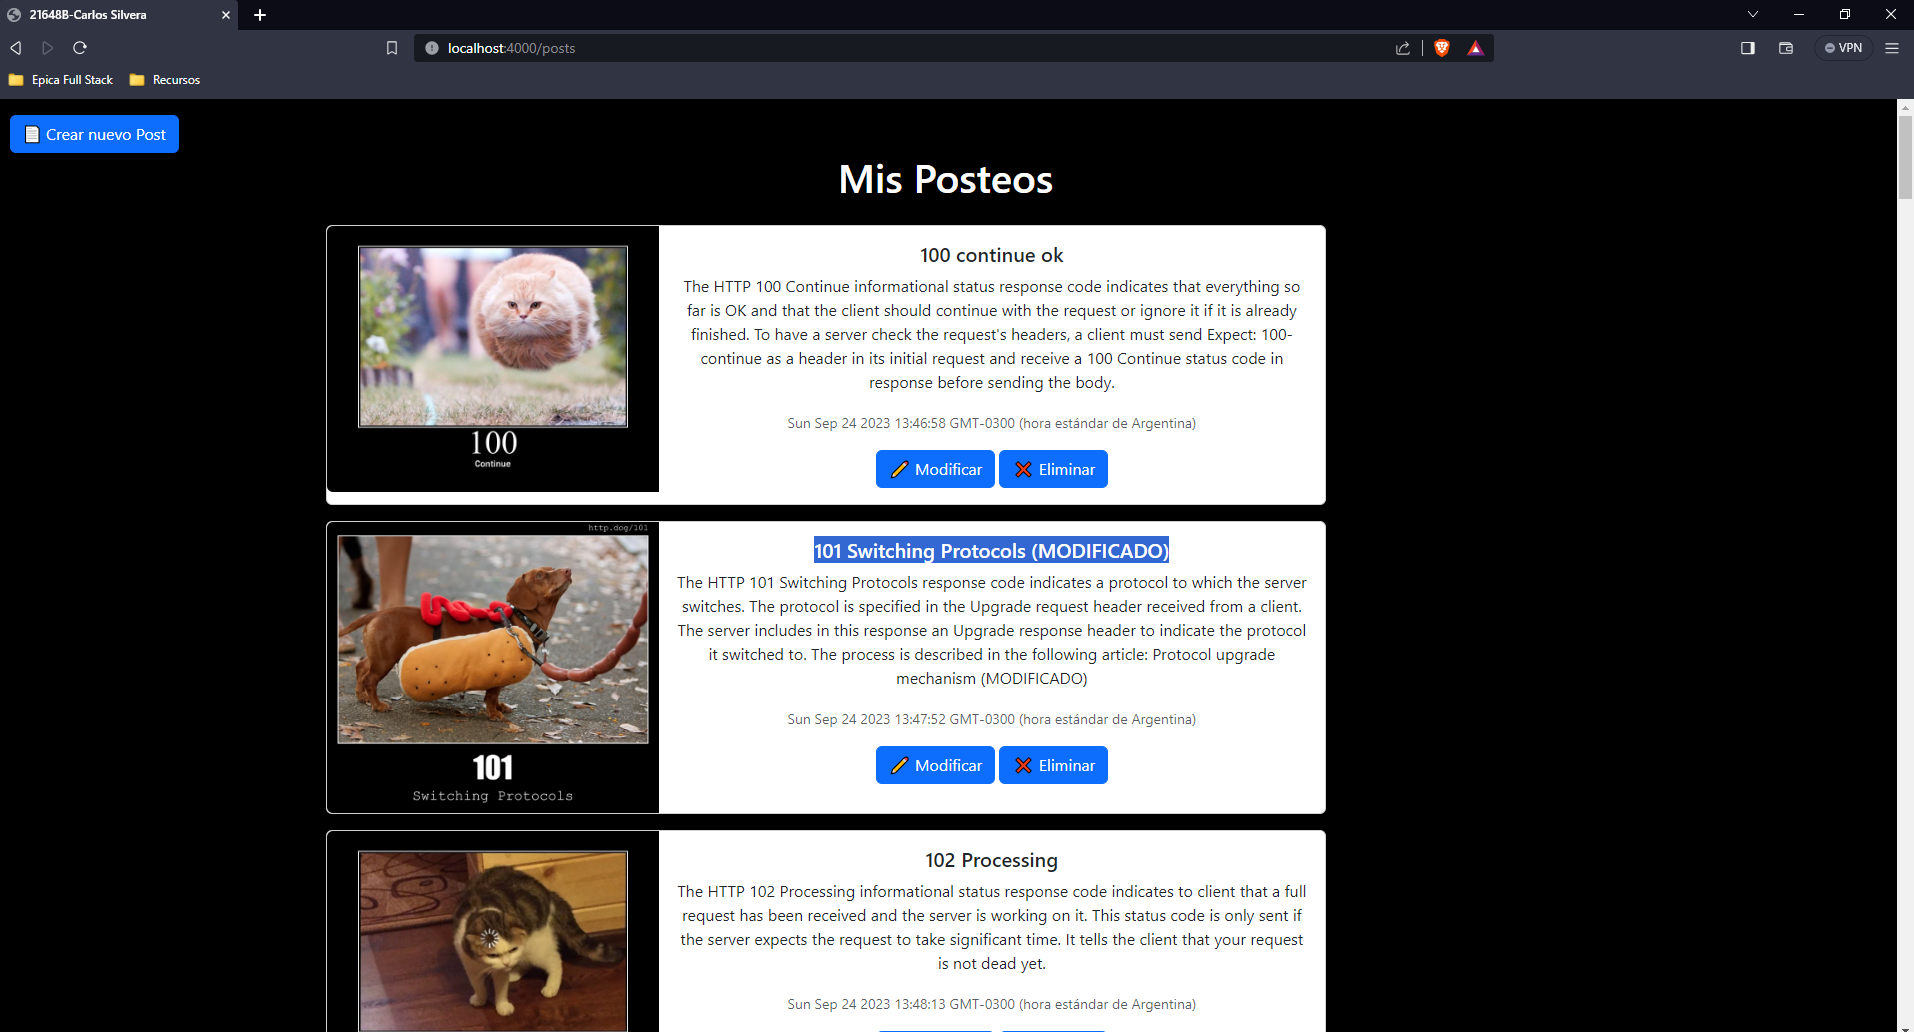 21648B-Carlos Silvera
localhost:4000/posts
VPN
Epica Full Stack
Recursos
Crear nuevo Post
Mis Posteos
100
Continue
100 continue ok
The HTTP 100 Continue informational status response code indicates that everything so
far is OK and that the client should continue with the request or ignore it if it is already
finished. To have a server check the request's headers, a client must send Expect: 100-
continue as a header in its initial request and receive a 100 Continue status code in
response before sending the body.
Sun Sep 24 2023 13:46:58 GMT-0300 (hora estándar de Argentina)
Modificar
Eliminar
http.dog/101
101
Switching Protocols
101 Switching Protocols (MODIFICADO)
The HTTP 101 Switching Protocols response code indicates a protocol to which the server
switches. The protocol is specified in the Upgrade request header received from a client.
The server includes in this response an Upgrade response header to indicate the protocol
it switched to. The process is described in the following article: Protocol upgrade
mechanism (MODIFICADO)
Sun Sep 24 2023 13:47:52 GMT-0300 (hora estándar de Argentina)
Modificar
Eliminar
102 Processing
The HTTP 102 Processing informational status response code indicates to client that a full
request has been received and the server is working on it. This status code is only sent if
the server expects the request to take significant time. It tells the client that your request
is not dead yet.
Sun Sep 24 2023 13:48:13 GMT-0300 (hora estándar de Argentina)